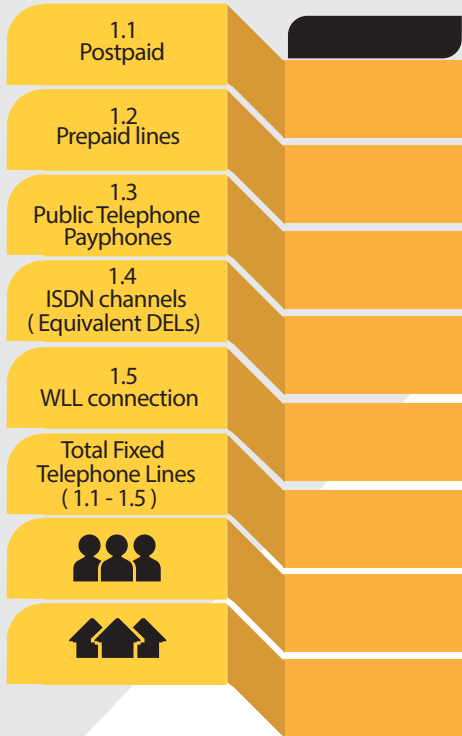 1.1
Postpaid
1.2
Prepaid lines
1.3
Public Telephone
Payphones
1.4
ISDN channels
( Equivalent DELs)
1.5
WLL connection
Total Fixed
Telephone Lines
( 1.1 - 1.5 )